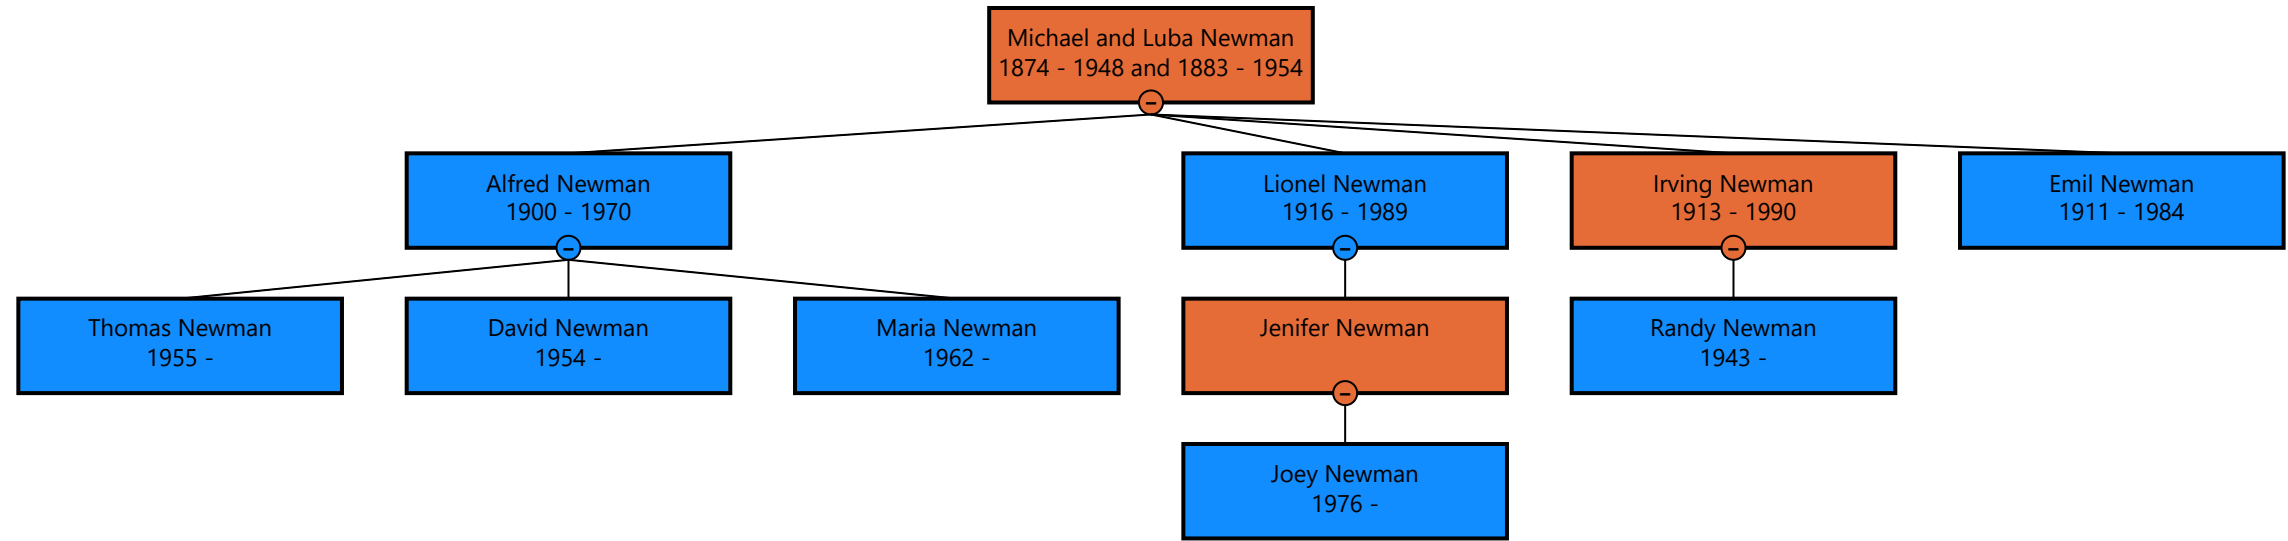 Michael and Luba Newman
1874 - 1948 and 1883 - 1954
Alfred Newman
1900 - 1970
Lionel Newman
1916 - 1989
Irving Newman
1913 - 1990
Emil Newman
1911 - 1984
Thomas Newman
1955 -
David Newman
1954 -
Maria Newman
1962 -
Jenifer Newman
Randy Newman
1943 -
Joey Newman
1976 -